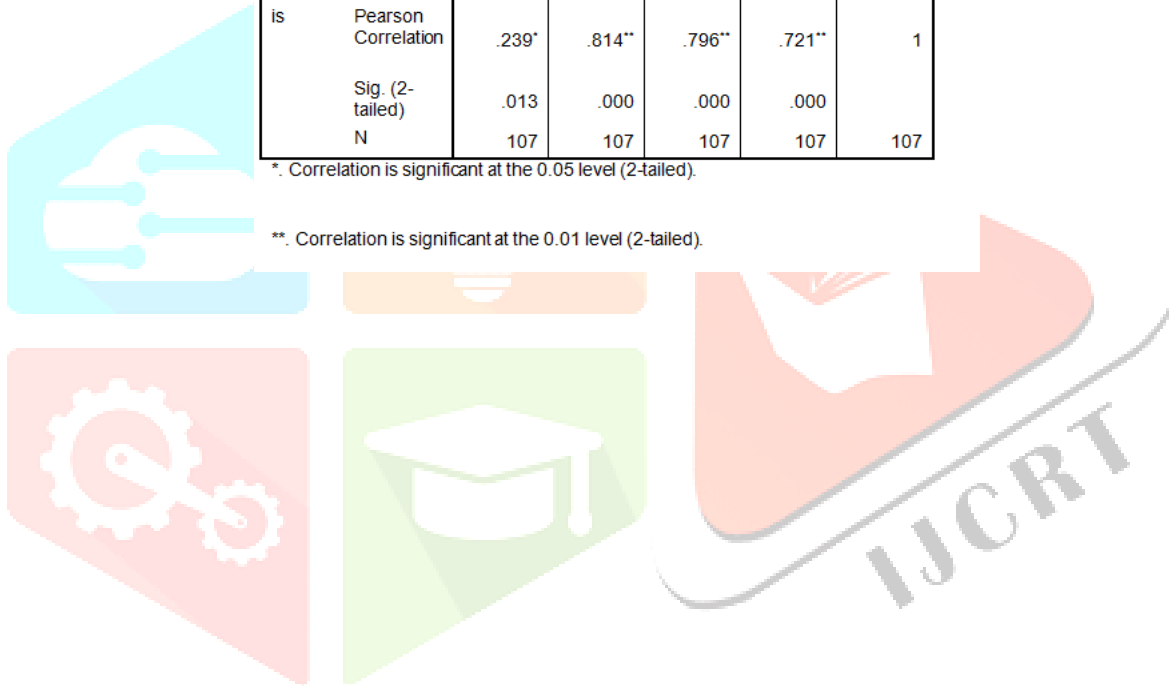 is Pearson
Correlation .239* .814** .796** .721** 1
Sig. (2-
tailed) .013 .000 .000 .000
N 107 107 107 107 107
*. Correlation is significant at the 0.05 level (2-tailed).
**. Correlation is significant at the 0.01 level (2-tailed).
IJCRT